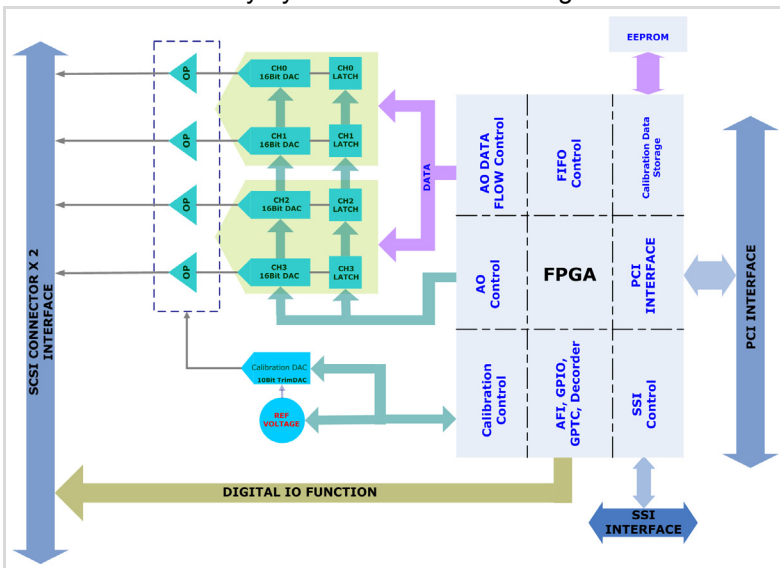 EEPROM
OP
CH0
16Bit DAC
CH0
LATCH
OP
CH1
16Bit DAC
CH1
LATCH
OP
CH2
16Bit DAC
CH2
LATCH
OP
CH3
16Bit DAC
CH3
LATCH
DATA
AO DATA
FLOW Control
FIFO
Control
Calibration Data
Storage
AO
Control
FPGA
PCI
INTERFACE
Calibration
Control
AFI, GPIO,
GPTC, Decorder
SSI
Control
SCSI CONNECTOR X 2
INTERFACE
PCI INTERFACE
Calibration DAC
10Bit TrimDAC
REF
VOLTAGE
DIGITAL IO FUNCTION
SSI
INTERFACE